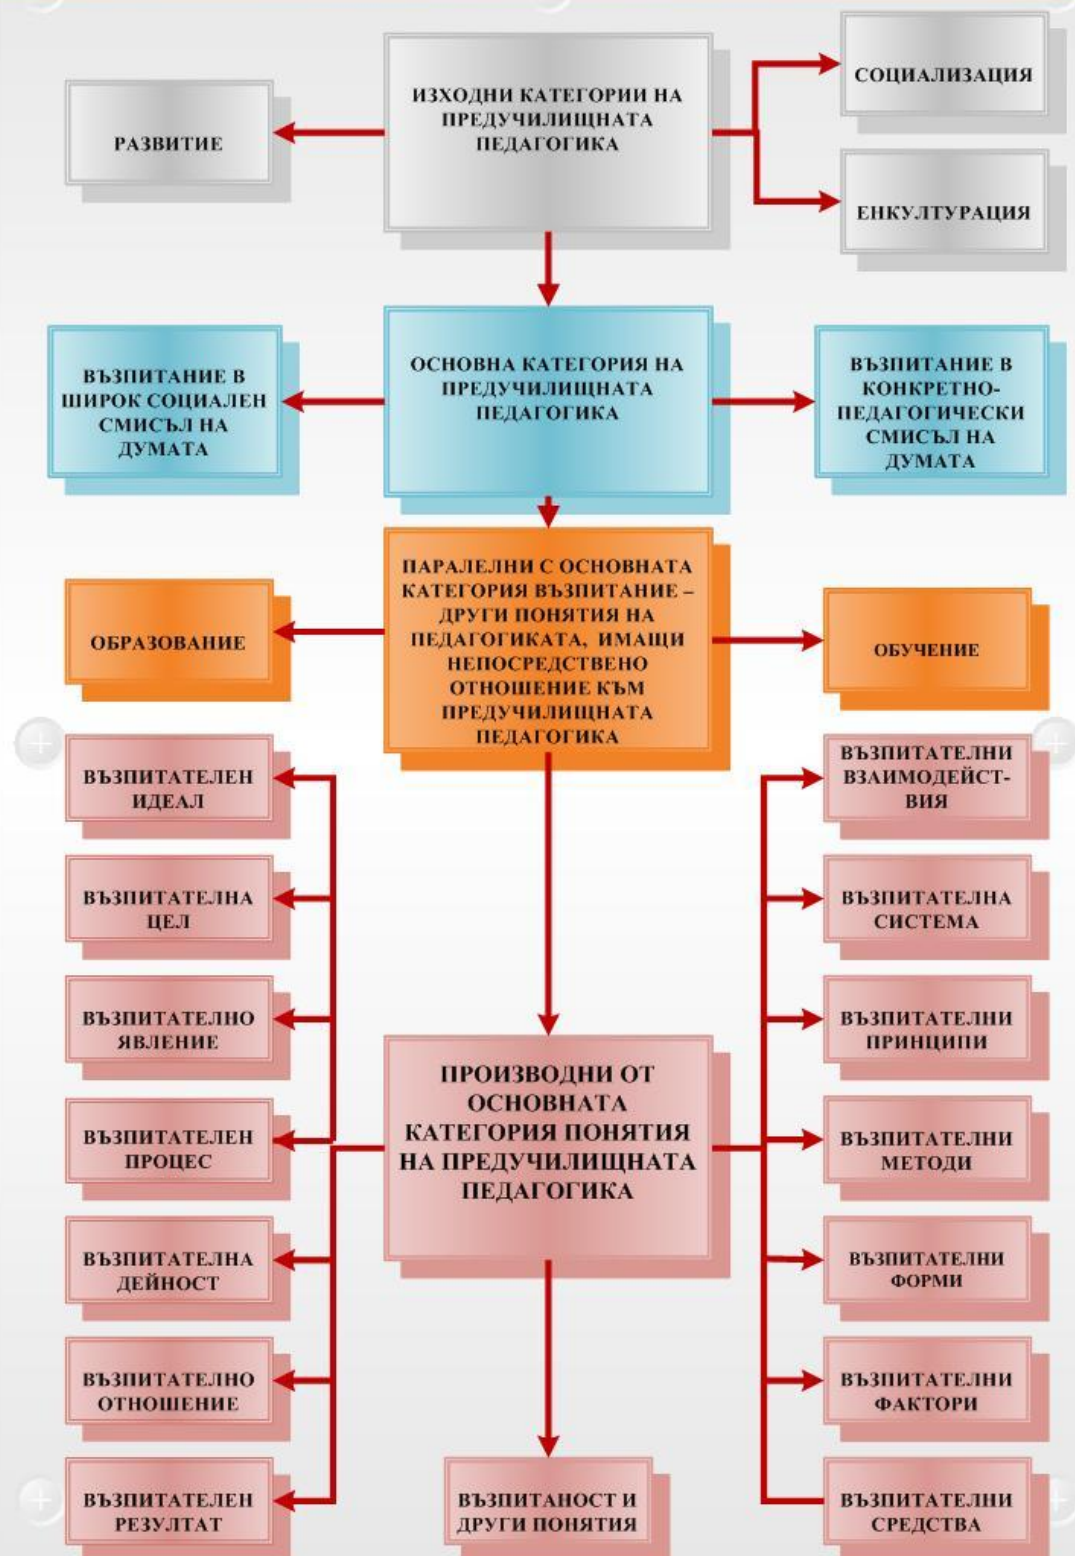 ИЗХОДНИ КАТЕГОРИИ НА
ПРЕДУЧИЛИЩНАТА
ПЕДАГОГИКА
РАЗВИТИЕ
СОЦИАЛИЗАЦИЯ
ЕНКУЛТУРАЦИЯ
ВЪЗПИТАНИЕ В
ШИРОК СОЦИАЛЕН
СМИСЪЛ НА
ДУМАТА
ОСНОВНА КАТЕГОРИЯ НА
ПРЕДУЧИЛИЩНАТА
ПЕДАГОГИКА
ВЪЗПИТАНИЕ В
КОНКРЕТНО-
ПЕДАГОГИЧЕСКИ
СМИСЪЛ НА
ДУМАТА
ОБРАЗОВАНИЕ
ПАРАЛЕЛНИ С ОСНОВНАТА
КАТЕГОРИЯ ВЪЗПИТАНИЕ –
ДРУГИ ПОНЯТИЯ НА
ПЕДАГОГИКАТА, ИМАЩИ
НЕПОСРЕДСТВЕНО
ОТНОШЕНИЕ КЪМ
ПРЕДУЧИЛИЩНАТА
ПЕДАГОГИКА
ОБУЧЕНИЕ
ВЪЗПИТАТЕЛЕН
ИДЕАЛ
ВЪЗПИТАТЕЛНА
ЦЕЛ
ВЪЗПИТАТЕЛНО
ЯВЛЕНИЕ
ВЪЗПИТАТЕЛЕН
ПРОЦЕС
ВЪЗПИТАТЕЛНА
ДЕЙНОСТ
ВЪЗПИТАТЕЛНО
ОТНОШЕНИЕ
ВЪЗПИТАТЕЛЕН
РЕЗУЛТАТ
ПРОИЗВОДНИ ОТ
ОСНОВНАТА
КАТЕГОРИЯ ПОНЯТИЯ
НА ПРЕДУЧИЛИЩНАТА
ПЕДАГОГИКА
ВЪЗПИТАНОСТ И
ДРУГИ ПОНЯТИЯ
ВЪЗПИТАТЕЛНИ
ВЗАИМОДЕЙСТ-
ВИЯ
ВЪЗПИТАТЕЛНА
СИСТЕМА
ВЪЗПИТАТЕЛНИ
ПРИНЦИПИ
ВЪЗПИТАТЕЛНИ
МЕТОДИ
ВЪЗПИТАТЕЛНИ
ФОРМИ
ВЪЗПИТАТЕЛНИ
ФАКТОРИ
ВЪЗПИТАТЕЛНИ
СРЕДСТВА